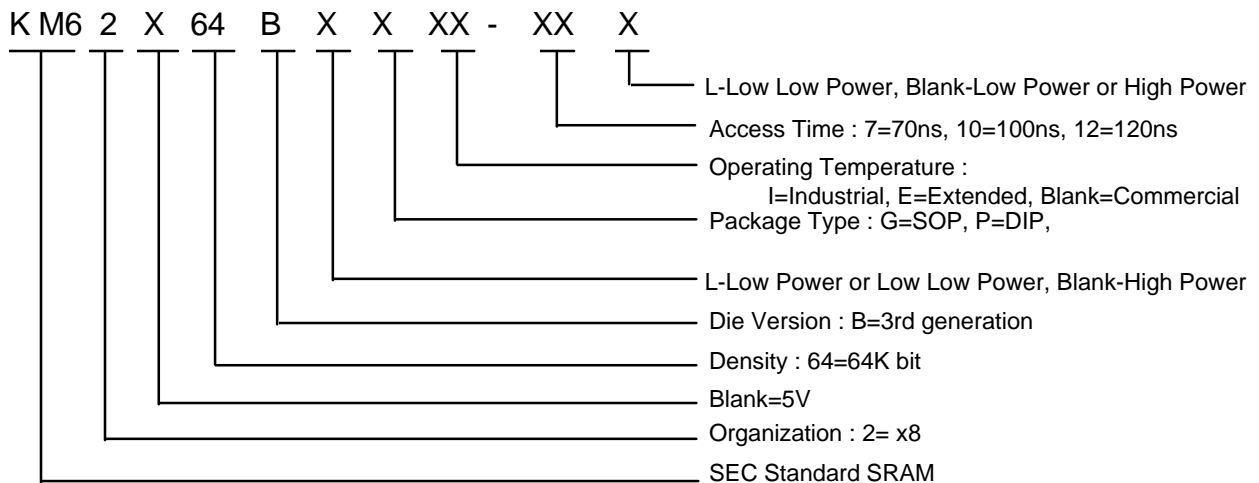 KM6 2 X 64 B X X XX - XX X
L-Low Low Power, Blank-Low Power or High Power
Access Time : 7=70ns, 10=100ns, 12=120ns
Operating Temperature :
I=Industrial, E=Extended, Blank=Commercial
Package Type : G=SOP, P=DIP,
L-Low Power or Low Low Power, Blank-High Power
Die Version : B=3rd generation
Density : 64=64K bit
Blank=5V
Organization : 2= x8
SEC Standard SRAM